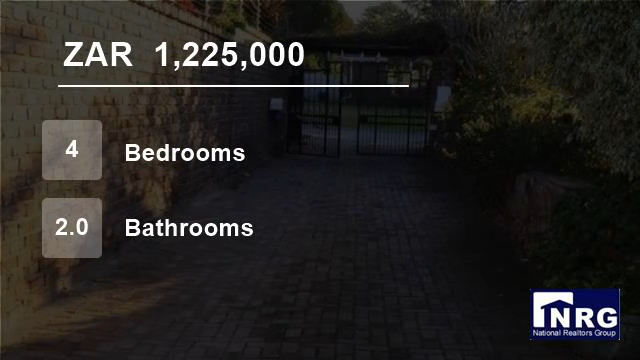 ZAR 1,225,000
4 Bedrooms
2.0 Bathrooms
NRG
National Realtors Group